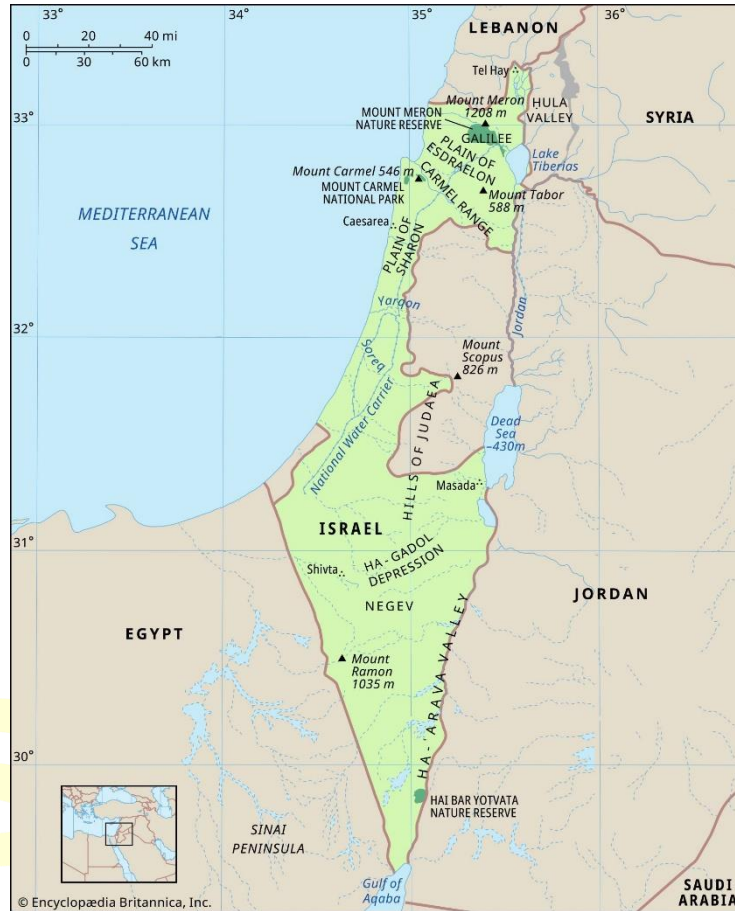 33°
34°
35°
36°
0 20 40 mi
0 30 60 km
LEBANON
Tel Hay
Mount Meron
1208 m
ḤULA
VALLEY
MOUNT MERON
NATURE RESERVE
GALILEE
SYRIA
33°
PLAIN OF
ESDRAELON
Lake
Tiberias
Mount Carmel 546 m
MOUNT CARMEL
NATIONAL PARK
CARMEL RANGE
Mount Tabor
588 m
MEDITERRANEAN
SEA
Caesarea
PLAIN OF
SHARON
Yarqon
Jordan
32°
Mount
Scopus
826 m
Soreq
National Water Carrier
HILLS OF JUDAEA
Dead
Sea
–430m
Masada
ISRAEL
31°
HA-GADOL
DEPRESSION
Shivta
NEGEV
JORDAN
EGYPT
Mount
Ramon
1035 m
HA-ʿARAVA VALLEY
30°
HAI BAR YOTVATA
NATURE RESERVE
SINAI
PENINSULA
Gulf of
Aqaba
SAUDI
ARABIA
© Encyclopædia Britannica, Inc.